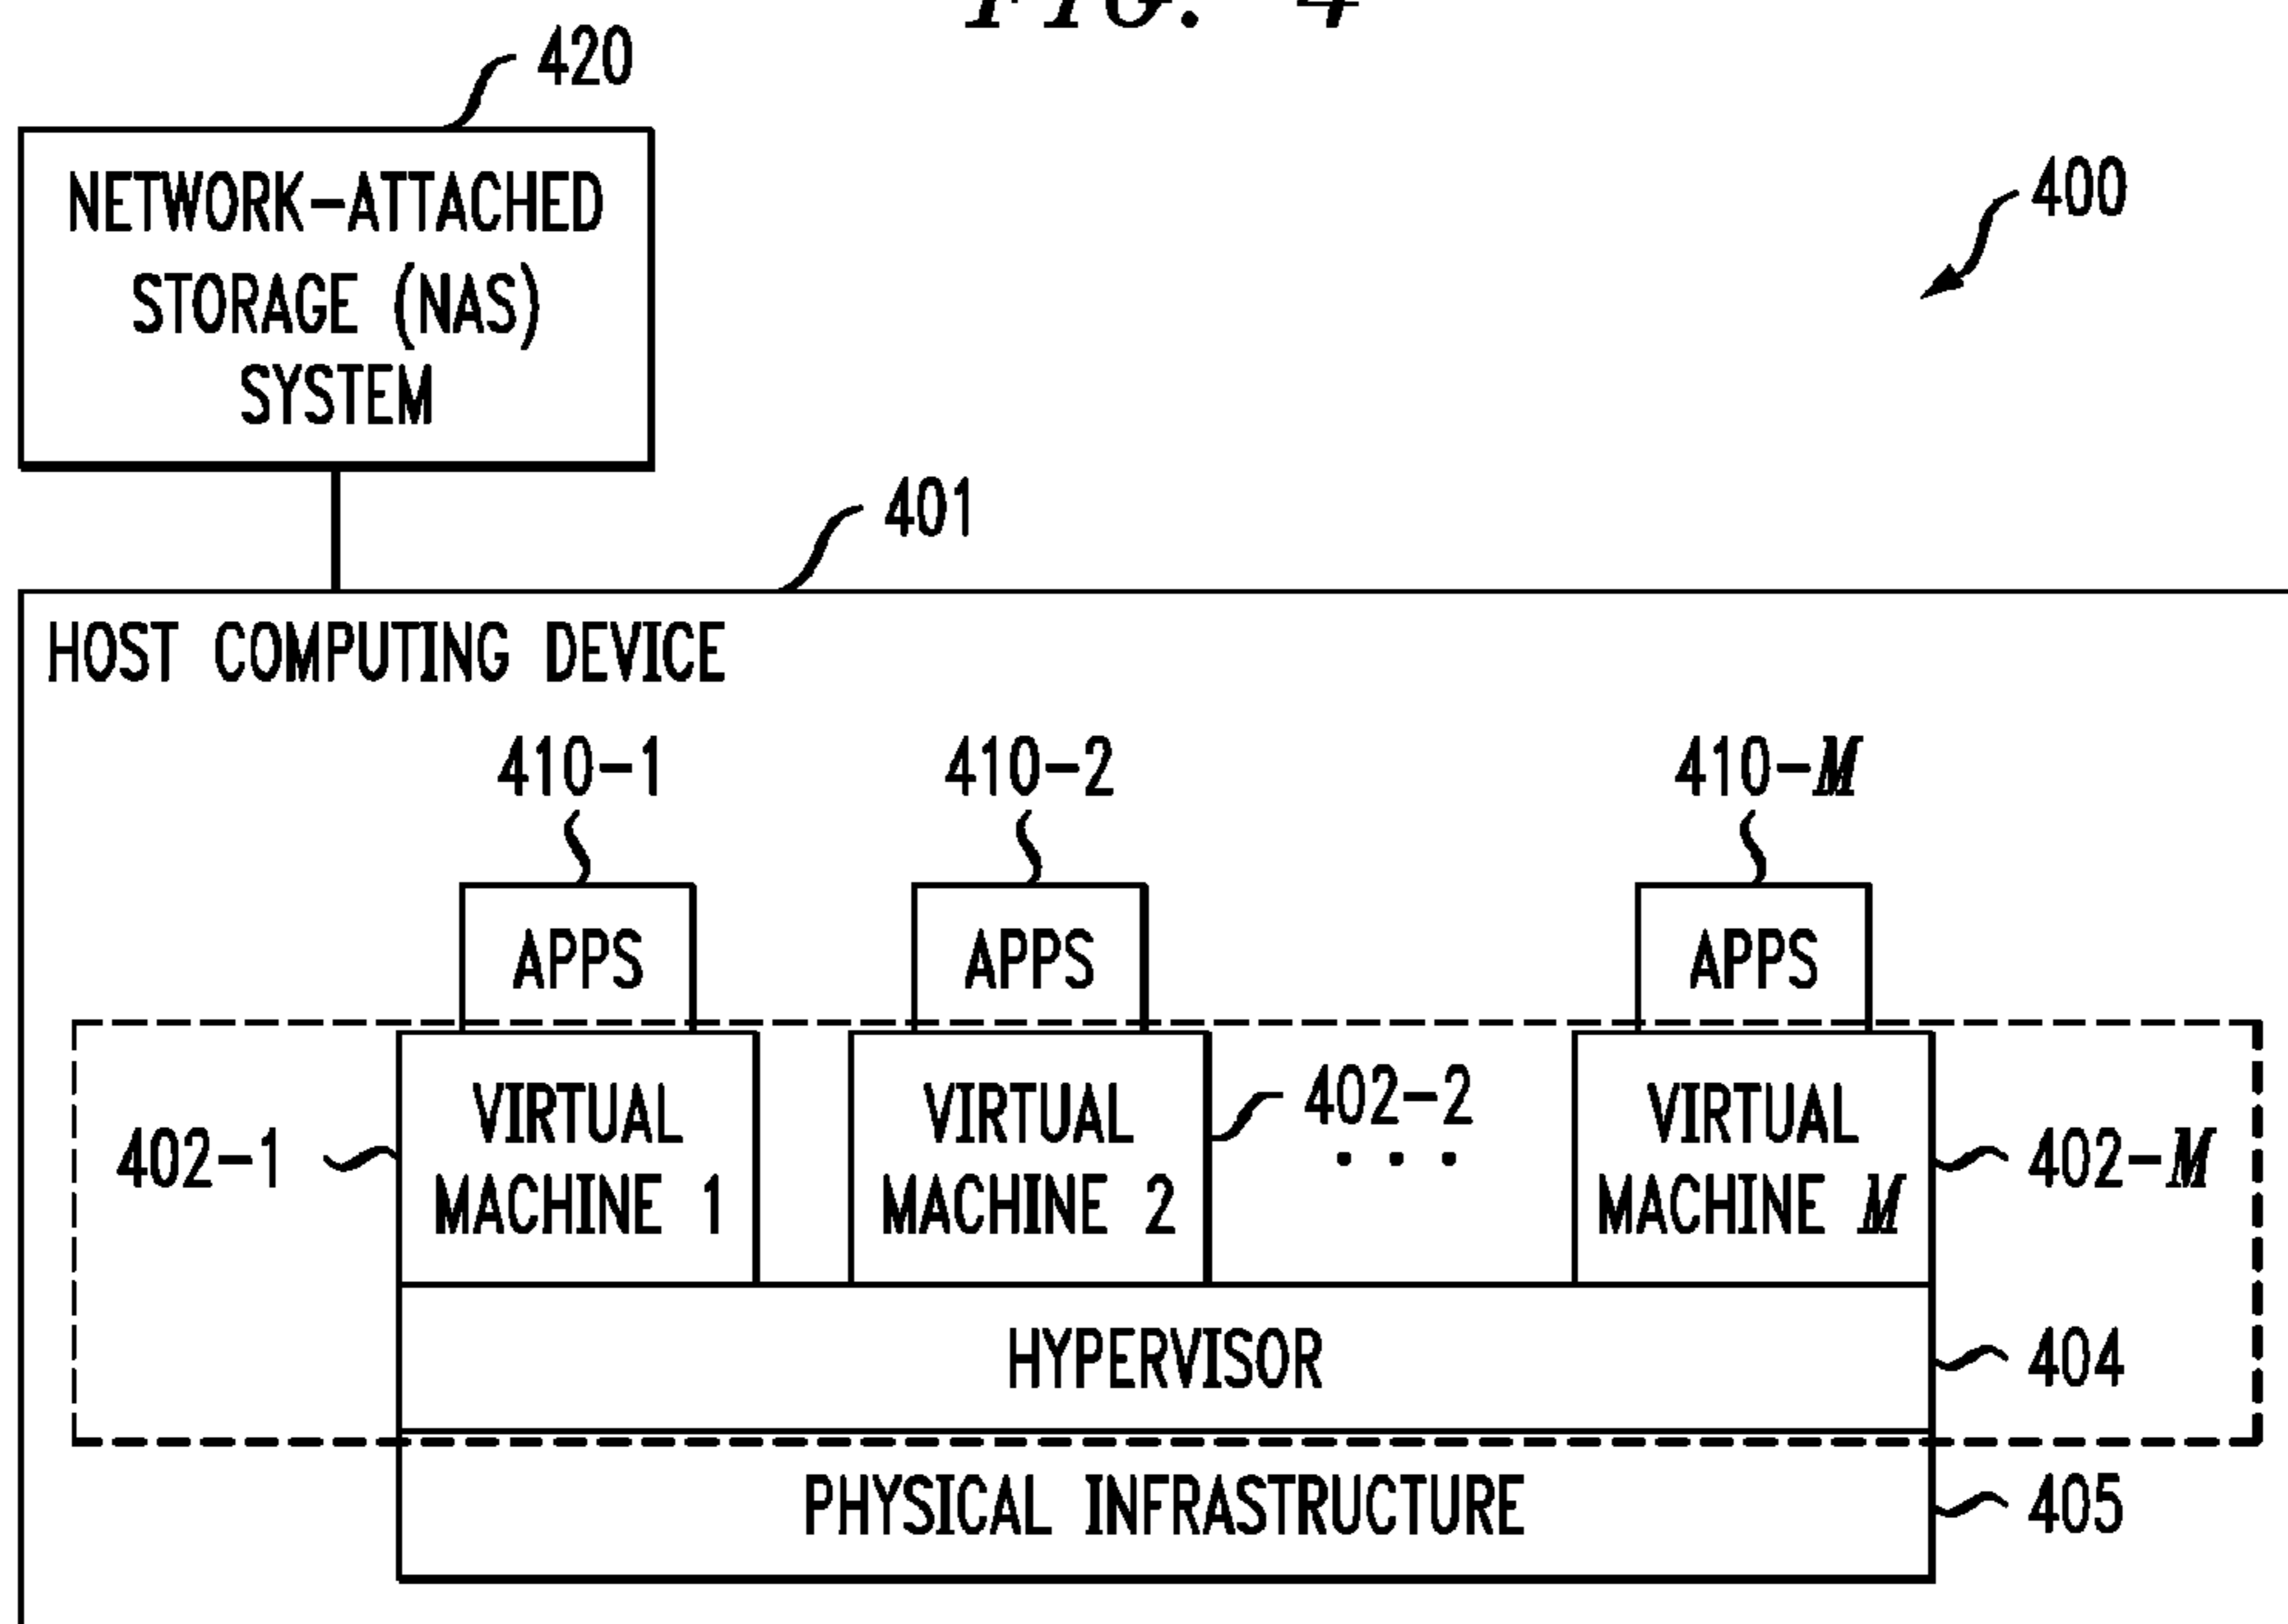 FIG. 4
420
NETWORK-ATTACHED
STORAGE (NAS)
SYSTEM
400
401
HOST COMPUTING DEVICE
410-1
410-2
410-M
APPS
APPS
APPS
402-1
VIRTUAL
MACHINE 1
VIRTUAL
MACHINE 2
402-2
. . .
VIRTUAL
MACHINE M
402-M
HYPERVISOR
404
PHYSICAL INFRASTRUCTURE
405